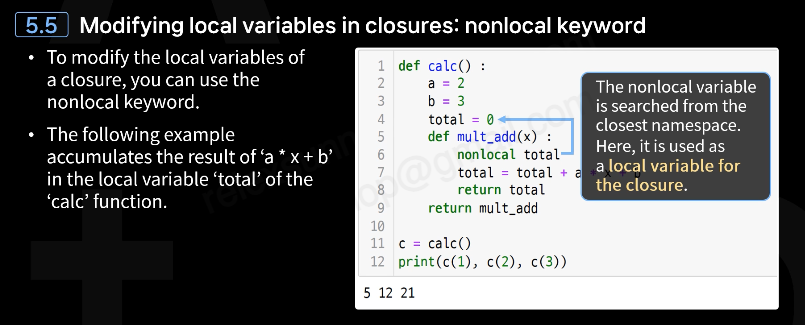 5.5 Modifying local variables in closures: nonlocal keyword
• To modify the local variables of
a closure, you can use the
nonlocal keyword.
• The following example
accumulates the result of ‘a * x + b’
in the local variable ‘total’ of the
‘calc’ function.
1 def calc() :
2 a = 2
3 b = 3
4 total = 0
5 def mult_add(x) :
6 nonlocal total
7 total = total + a * x + b
8 return total
9 return mult_add
10
11 c = calc()
12 print(c(1), c(2), c(3))
The nonlocal variable
is searched from the
closest namespace.
Here, it is used as
a local variable for
the closure.
5 12 21